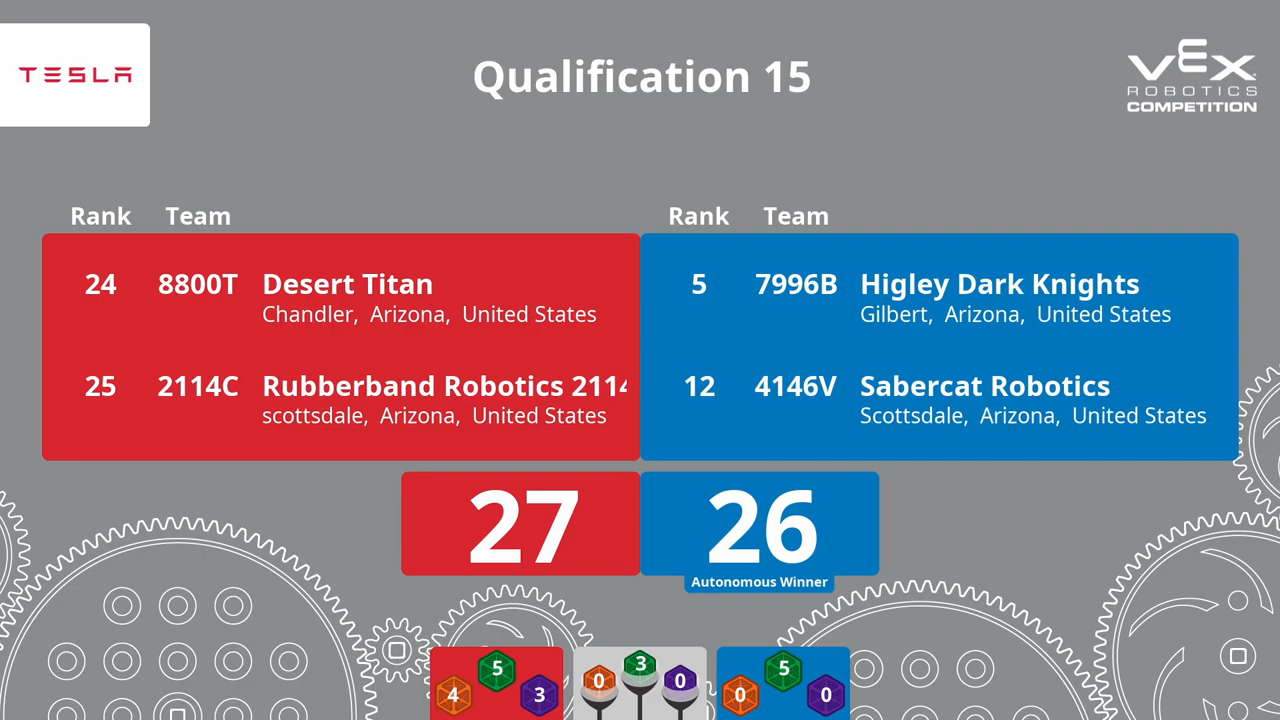 TESLA
Qualification 15
VEX
ROBOTICS
COMPETITION
Rank Team
24 8800T Desert Titan
Chandler, Arizona, United States
25 2114C Rubberband Robotics 2114
scottsdale, Arizona, United States
Rank Team
5 7996B Higley Dark Knights
Gilbert, Arizona, United States
12 4146V Sabercat Robotics
Scottsdale, Arizona, United States
27
26
Autonomous Winner
4 5 3
0 3 0
0 5 0